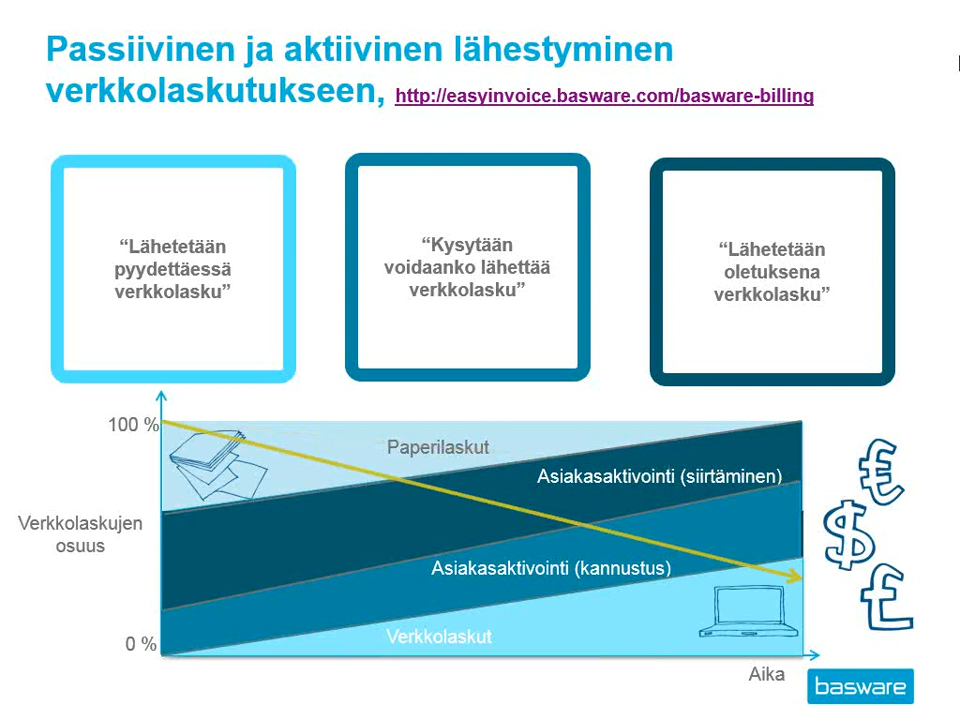 Passiivinen ja aktiivinen lähestyminen
verkkolaskutukseen, http://easyinvoice.basware.com/basware-billing
“Lähetetään
pyydettäessä
verkkolasku”
“Kysytään
voidaanko lähettää
verkkolasku”
“Lähetetään
oletuksena
verkkolasku”
100 %
Paperilaskut
Asiakasaktivointi (siirtäminen)
Verkkolaskujen
osuus
Asiakasaktivointi (kannustus)
Verkkolaskut
0 %
Aika
€
$
£
basware